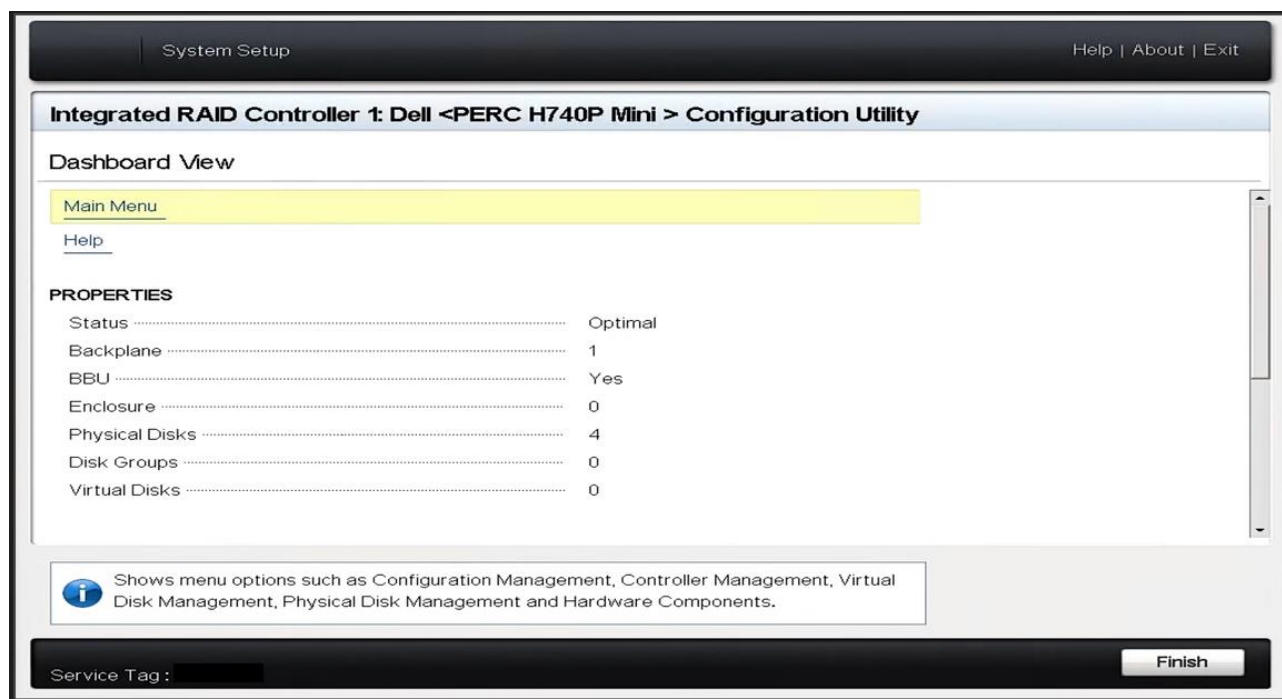 System Setup
Help | About | Exit
Integrated RAID Controller 1: Dell <PERC H740P Mini > Configuration Utility
Dashboard View
Main Menu
Help
PROPERTIES
Status Optimal
Backplane 1
BBU Yes
Enclosure 0
Physical Disks 4
Disk Groups 0
Virtual Disks 0
Shows menu options such as Configuration Management, Controller Management, Virtual
Disk Management, Physical Disk Management and Hardware Components.
Service Tag :
Finish